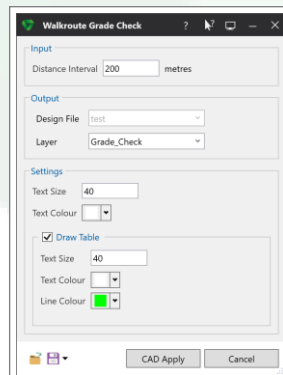 Walkroute Grade Check
Input
Distance Interval 200 metres
Output
Design File test
Layer Grade_Check
Settings
Text Size 40
Text Colour
Draw Table
Text Size 40
Text Colour
Line Colour
CAD Apply Cancel